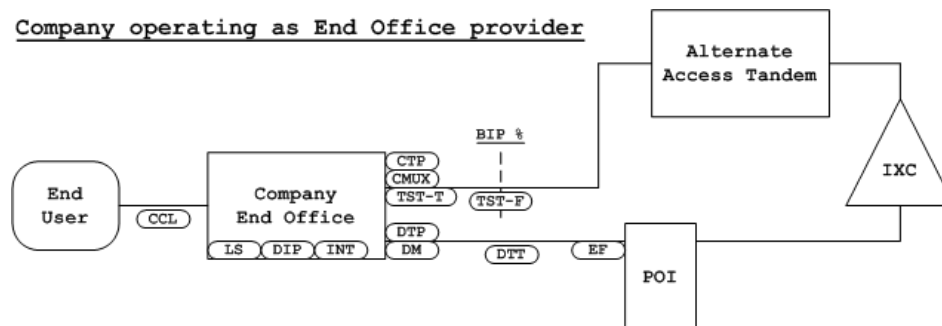 Company operating as End Office provider
Alternate
Access Tandem
BIP %
IXC
End
User
CCL
Company
End Office
LS
DIP
INT
CTP
CMUX
TST-T
TST-F
DTP
DM
DTT
EF
POI